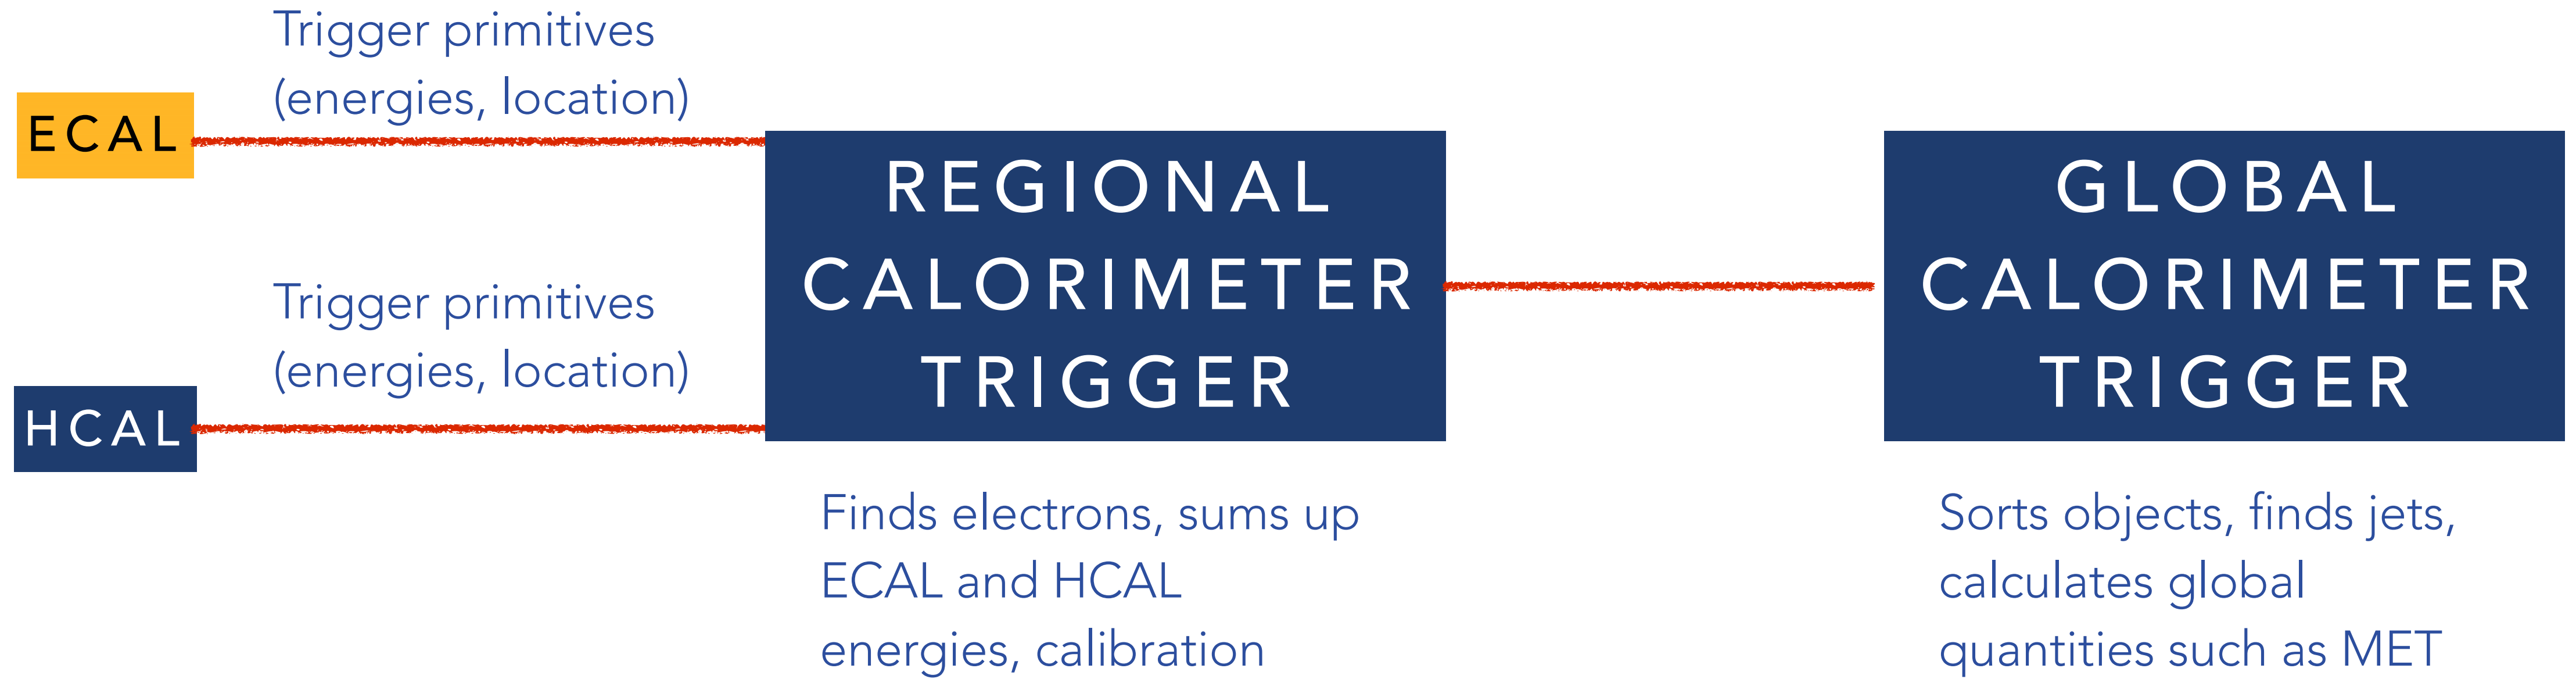 Trigger primitives
(energies, location)
ECAL
Trigger primitives
(energies, location)
HCAL
REGIONAL
CALORIMETER
TRIGGER
Finds electrons, sums up
ECAL and HCAL
energies, calibration
GLOBAL
CALORIMETER
TRIGGER
Sorts objects, finds jets,
calculates global
quantities such as MET